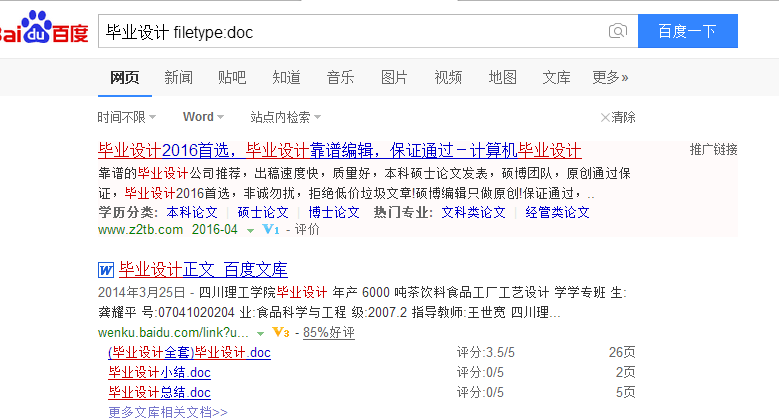 Bai du 百度
毕业设计 filetype:doc
百度一下
网页 新闻 贴吧 知道 音乐 图片 视频 地图 文库 更多»
时间不限 Word 站点内检索 清除
毕业设计2016首选，毕业设计靠谱编辑，保证通过－计算机毕业设计 推广链接
靠谱的毕业设计公司推荐，出稿速度快，质量好，本科硕士论文发表，硕博团队，原创通过保
证，毕业设计2016首选，非诚勿扰，拒绝低价垃圾文章!硕博编辑只做原创!保证通过，..
学历分类: 本科论文 | 硕士论文 | 博士论文 热门专业: 文科类论文 | 经管类论文
www.z2tb.com 2016-04 V1 - 评价
W 毕业设计正文_百度文库
2014年3月25日 - 四川理工学院毕业设计 年产 6000 吨茶饮料食品工厂工艺设计 学学专班 生:
龚耀平 号:07041020204 业:食品科学与工程 级:2007.2 指导教师:王世宽 四川理...
wenku.baidu.com/link?u... V3 - 85%好评
(毕业设计全套)毕业设计.doc 评分:3.5/5 26页
毕业设计小结.doc 评分:0/5 2页
毕业设计总结.doc 评分:0/5 5页
更多文库相关文档>>